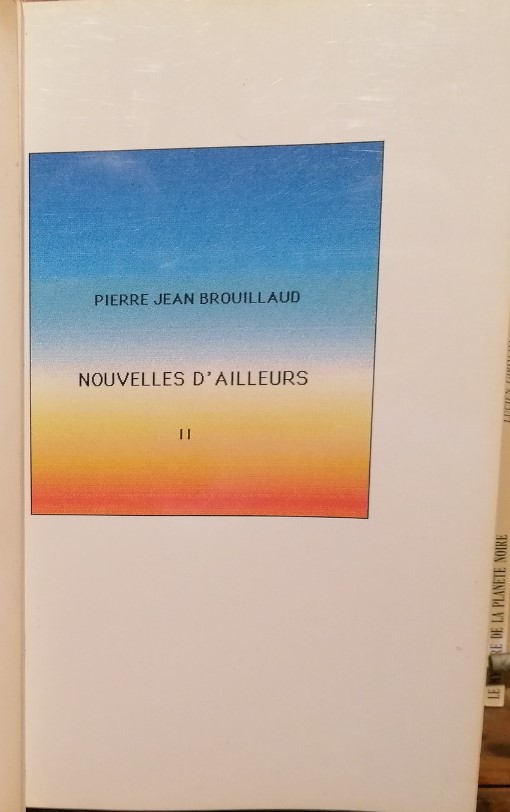 PIERRE JEAN BROUILLAUD
NOUVELLES D'AILLEURS
II
DE LA PLANETE NOIRE